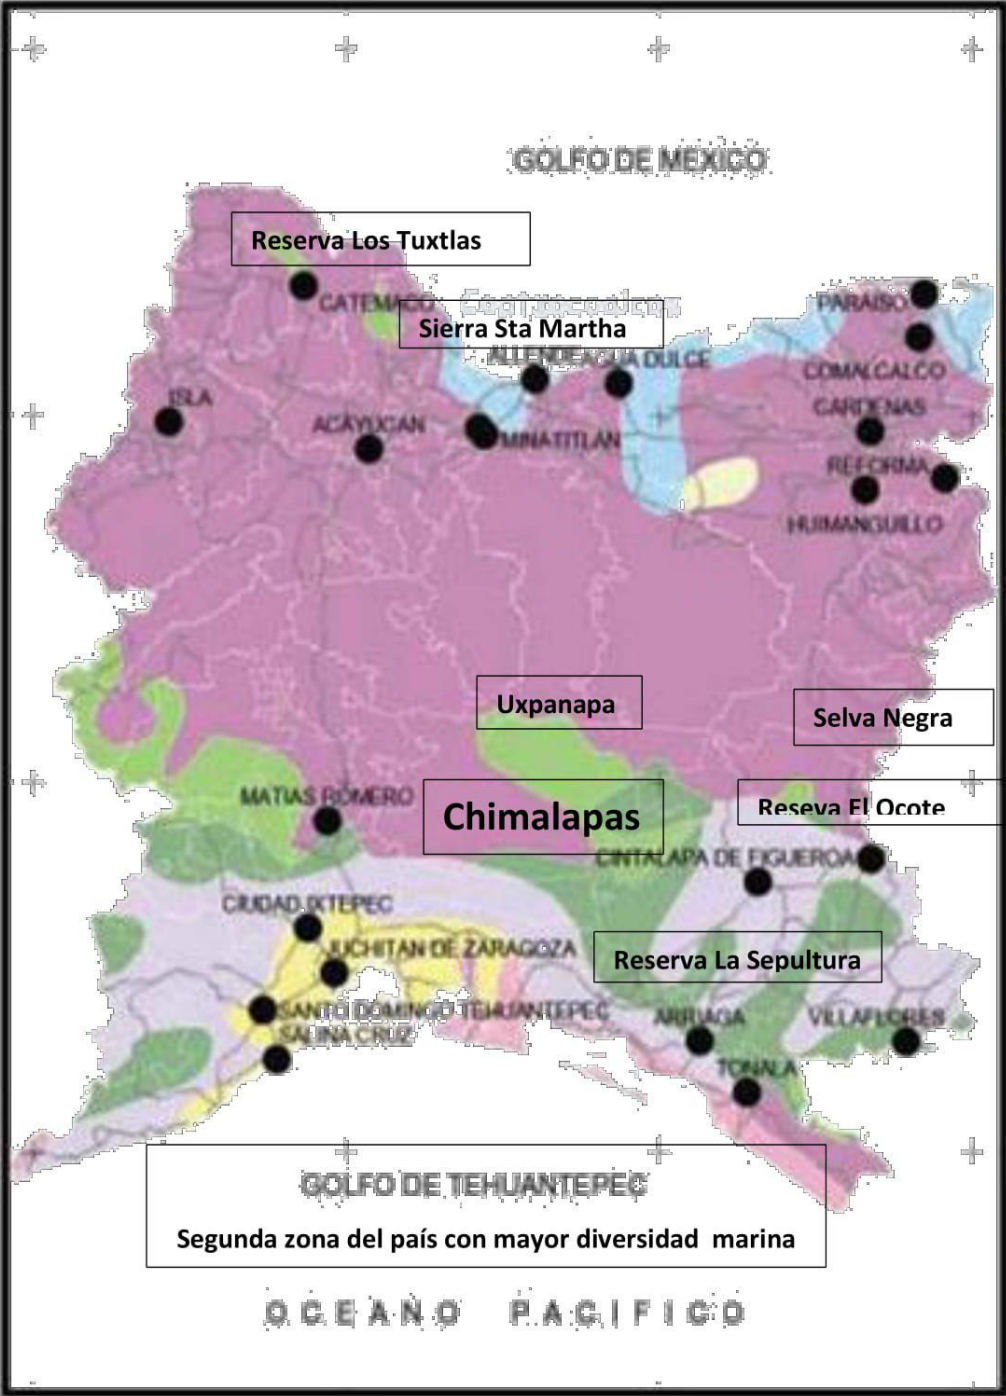 GOLFO DE MEXICO
Reserva Los Tuxtlas
CATEMACO
Coatzacoalcos
PARAISO
Sierra Sta Martha
ALLENDE
AGUA DULCE
COMALCALCO
ISLA
ACAYUCAN
MINATITLAN
CARDENAS
REFORMA
HUIMANGUILLO
Uxpanapa
Selva Negra
MATIAS ROMERO
Chimalapas
Reseva El Ocote
CINTALAPA DE FIGUEROA
CIUDAD IXTEPEC
JUCHITAN DE ZARAGOZA
Reserva La Sepultura
SANTO DOMINGO TEHUANTEPEC
ARRIAGA
VILLAFLORES
SALINA CRUZ
TONALA
GOLFO DE TEHUANTEPEC
Segunda zona del país con mayor diversidad marina
OCEANO PACIFICO